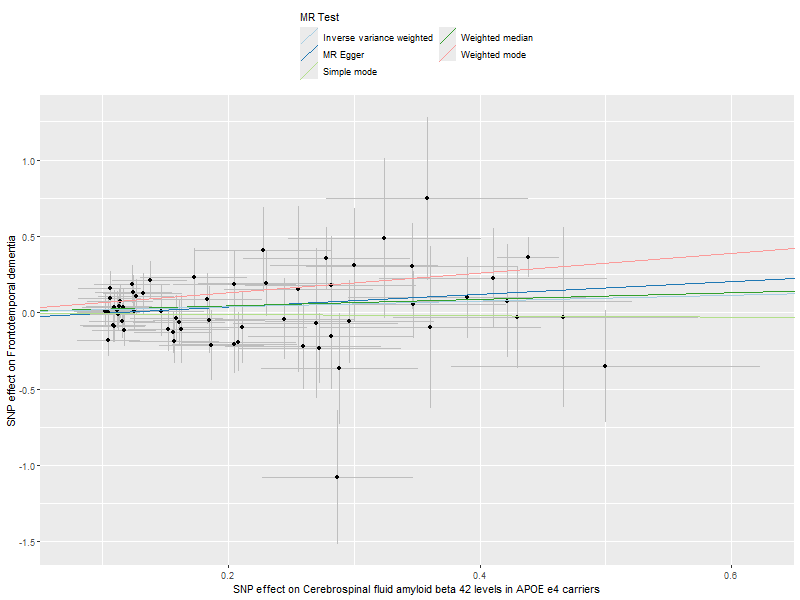 MR Test
Inverse variance weighted
Weighted median
MR Egger
Weighted mode
Simple mode
1.0
0.5
0.0
-0.5
-1.0
-1.5
SNP effect on Frontotemporal dementia
0.2
0.4
0.6
SNP effect on Cerebrospinal fluid amyloid beta 42 levels in APOE e4 carriers